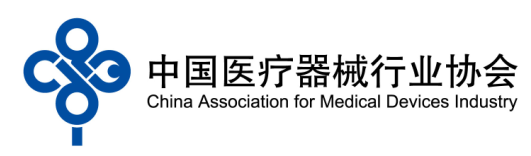 中国医疗器械行业协会
China Association for Medical Devices Industry